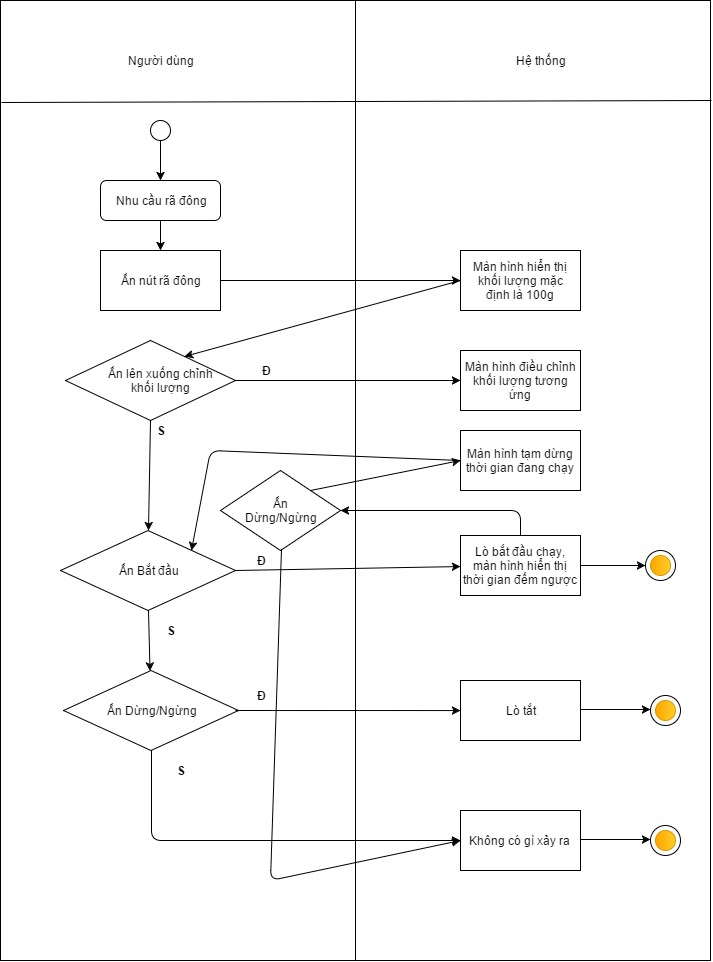 Người dùng
Hệ thống
Nhu cầu rã đông
Ấn nút rã đông
Màn hình hiển thị
khối lượng mặc
định là 100g
Ấn lên xuống chỉnh
khối lượng
Đ
Màn hình điều chỉnh
khối lượng tương
ứng
S
Màn hình tạm dừng
thời gian đang chạy
Ấn
Dừng/Ngừng
Ấn Bắt đầu
Đ
Lò bắt đầu chạy,
màn hình hiển thị
thời gian đếm ngược
S
Ấn Dừng/Ngừng
Đ
Lò tắt
S
Không có gì xảy ra